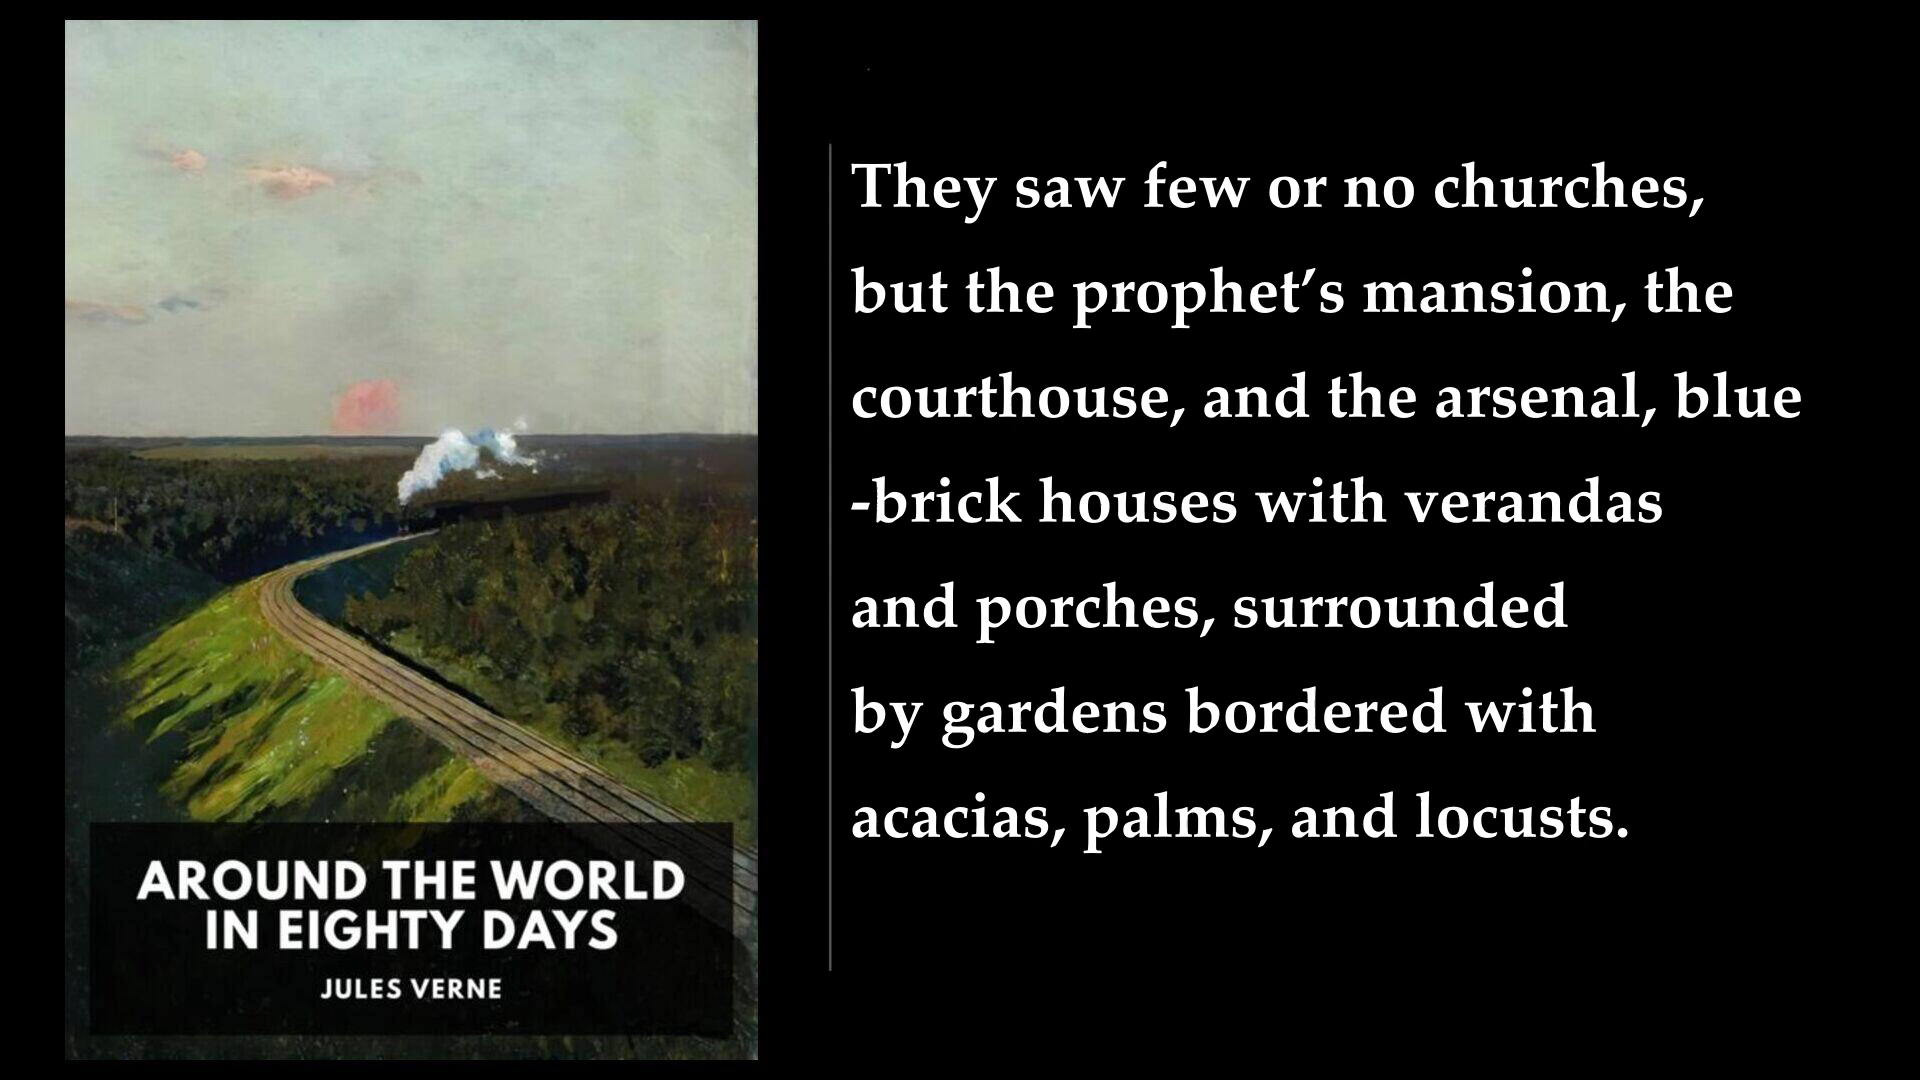 They saw few or no churches,
but the prophet’s mansion, the
courthouse, and the arsenal, blue
-brick houses with verandas
and porches, surrounded
by gardens bordered with
acacias, palms, and locusts.
AROUND THE WORLD
IN EIGHTY DAYS
JULES VERNE